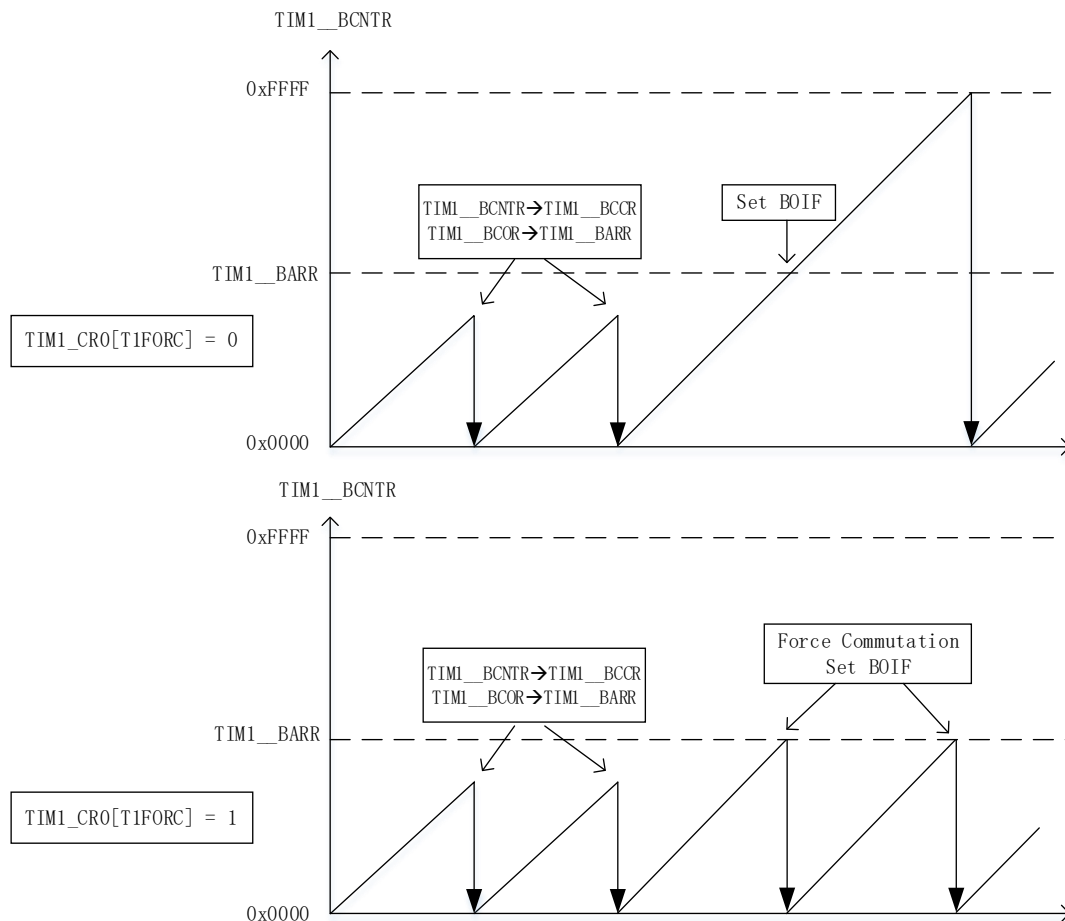 TIM1__BCNTR
0xFFFF
TIM1__BCNTR→TIM1__BCCR
TIM1__BCOR→TIM1__BARR
Set BOIF
TIM1__BARR
TIM1_CR0[T1FORC] = 0
0x0000
TIM1__BCNTR
0xFFFF
Force Commutation
Set BOIF
TIM1__BCNTR→TIM1__BCCR
TIM1__BCOR→TIM1__BARR
TIM1__BARR
TIM1_CR0[T1FORC] = 1
0x0000